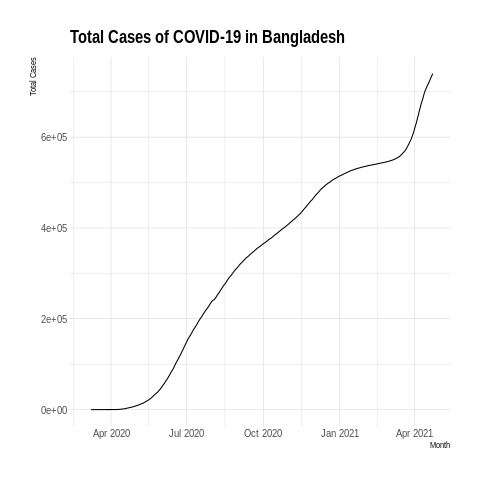 Total Cases of COVID-19 in Bangladesh
Total Cases
6e+05
4e+05
2e+05
0e+00
Apr 2020 Jul 2020 Oct 2020 Jan 2021 Apr 2021
Month